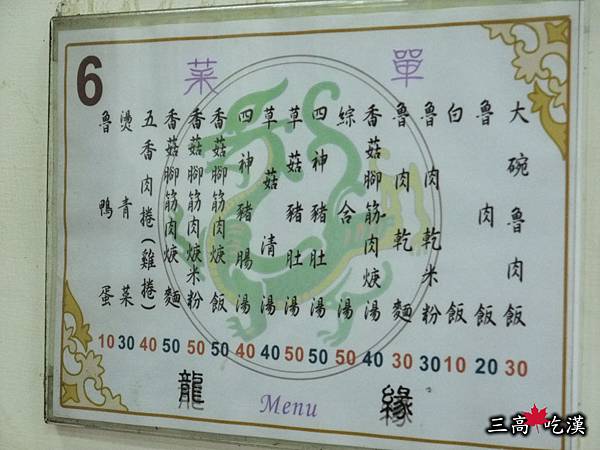 6
菜單
大碗魯肉飯 30
魯肉飯 20
白飯 10
魯肉乾米粉 30
魯肉乾麵 30
香菇腳筋肉焿湯 40
綜合湯 50
四神豬肚湯 50
草菇豬肚湯 50
草菇清湯 40
四神豬腸湯 40
香菇腳筋肉焿飯 50
香菇腳筋肉焿米粉 50
香菇腳筋肉焿麵 50
五香肉捲(雞捲) 40
燙青菜 30
魯鴨蛋 10
龍 Menu 緣
三高吃漢